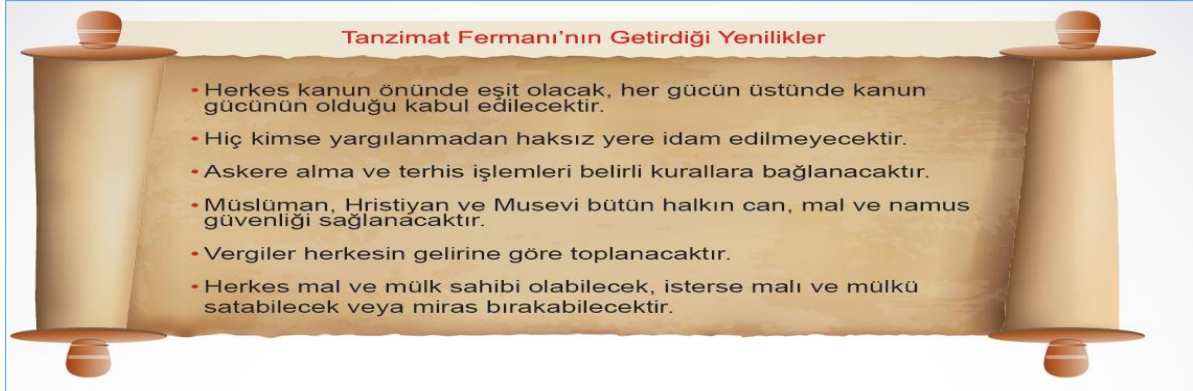 Tanzimat Fermanı'nın Getirdiği Yenilikler
• Herkes kanun önünde eşit olacak, her gücün üstünde kanun
gücünün olduğu kabul edilecektir.
• Hiç kimse yargılanmadan haksız yere idam edilmeyecektir.
• Askere alma ve terhis işlemleri belirli kurallara bağlanacaktır.
• Müslüman, Hristiyan ve Musevi bütün halkın can, mal ve namus
güvenliği sağlanacaktır.
• Vergiler herkesin gelirine göre toplanacaktır.
• Herkes mal ve mülk sahibi olabilecek, isterse malı ve mülkü
satabilecek veya miras bırakabilecektir.